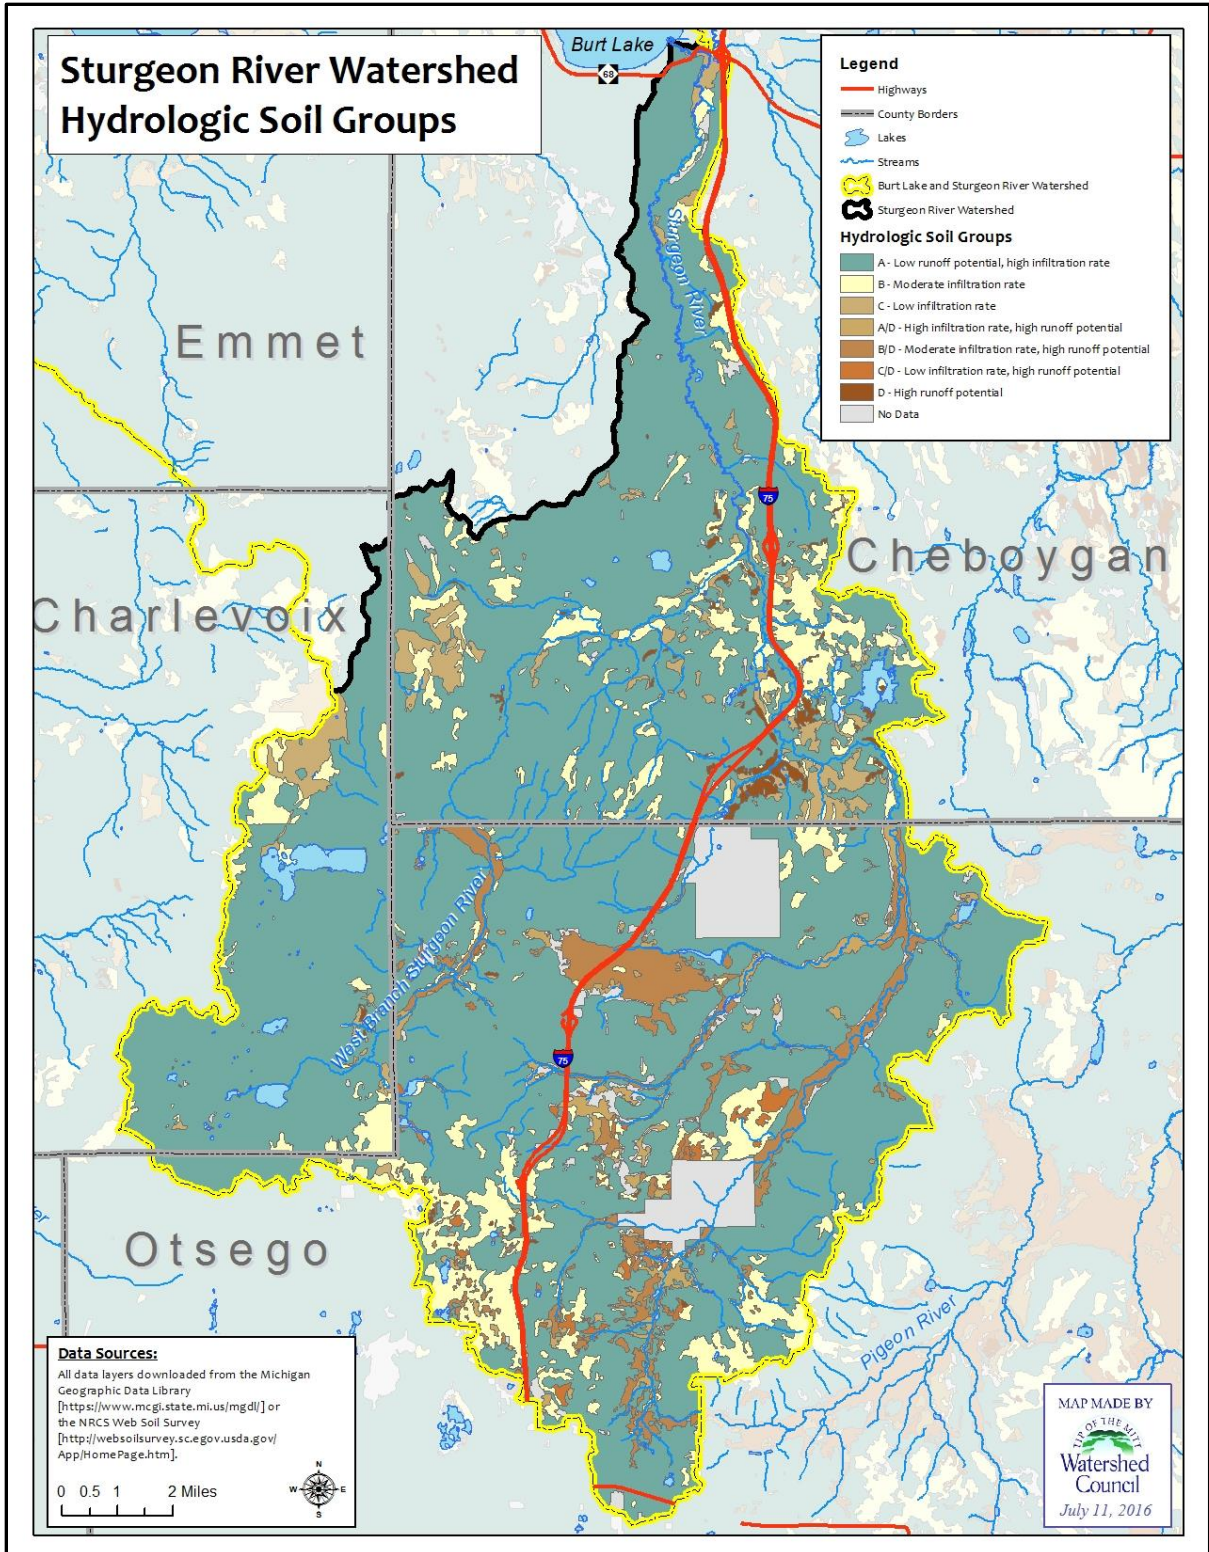 Sturgeon River Watershed
Hydrologic Soil Groups
Burt Lake
68
Legend
Highways
County Borders
Lakes
Streams
Burt Lake and Sturgeon River Watershed
Sturgeon River Watershed
Hydrologic Soil Groups
A - Low runoff potential, high infiltration rate
B - Moderate infiltration rate
C - Low infiltration rate
A/D - High infiltration rate, high runoff potential
B/D - Moderate infiltration rate, high runoff potential
C/D - Low infiltration rate, high runoff potential
D - High runoff potential
No Data
Sturgeon River
Emmet
75
Cheboygan
Charlevoix
West Branch Sturgeon River
75
Otsego
Pigeon River
Data Sources:
All data layers downloaded from the Michigan
Geographic Data Library
[https://www.mcgi.state.mi.us/mgdl/] or
the NRCS Web Soil Survey
[http://websoilsurvey.sc.egov.usda.gov/
App/HomePage.htm].
0 0.5 1 2 Miles
N
W E
S
MAP MADE BY
TIP OF THE MITT
Watershed
Council
July 11, 2016